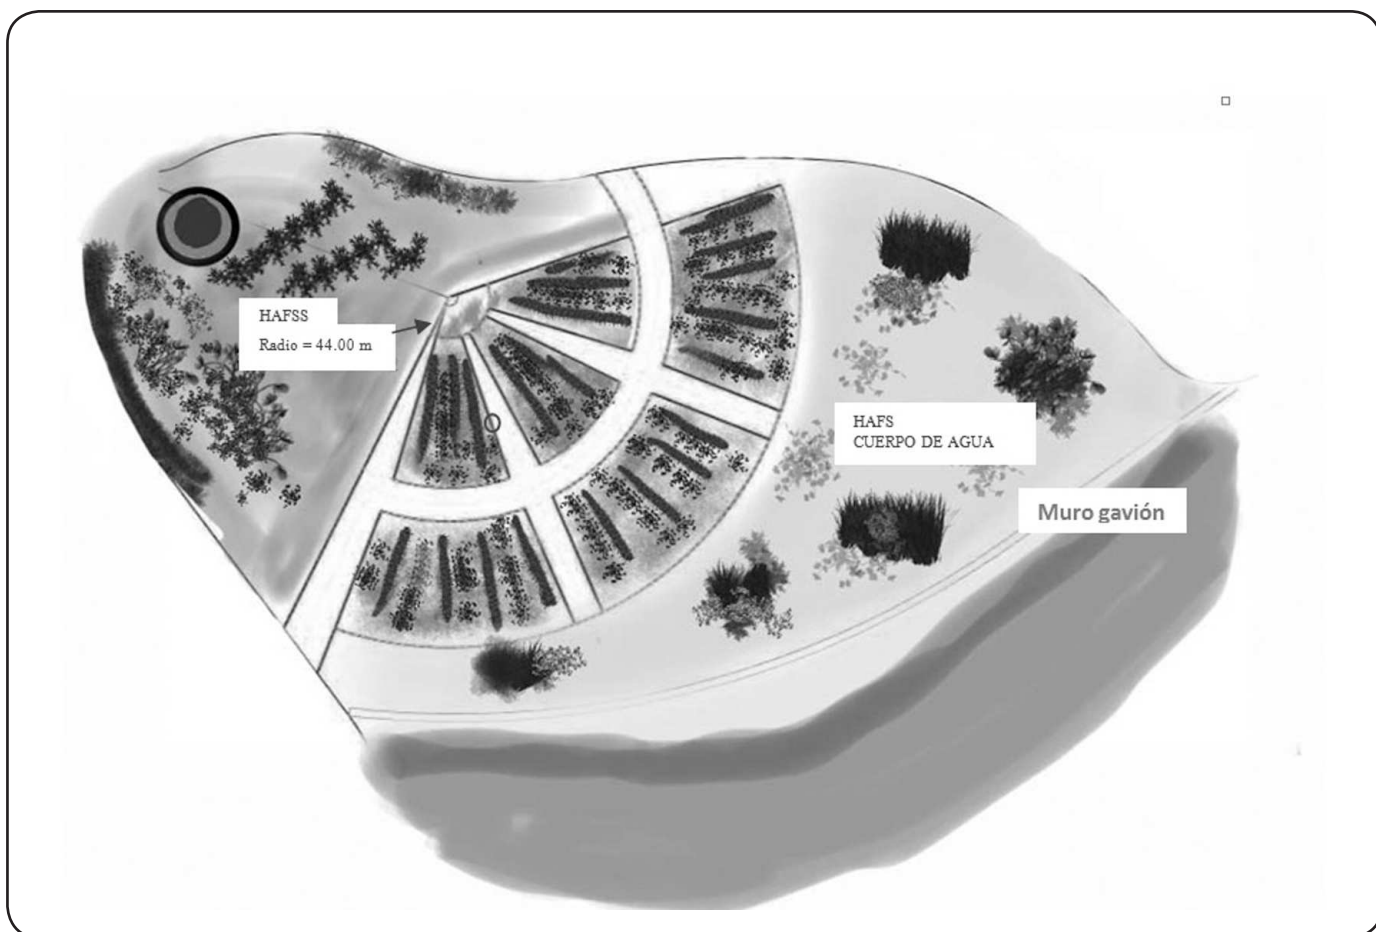 HAFSS
Radio = 44.00 m
HAFS
CUERPO DE AGUA
Muro gavión